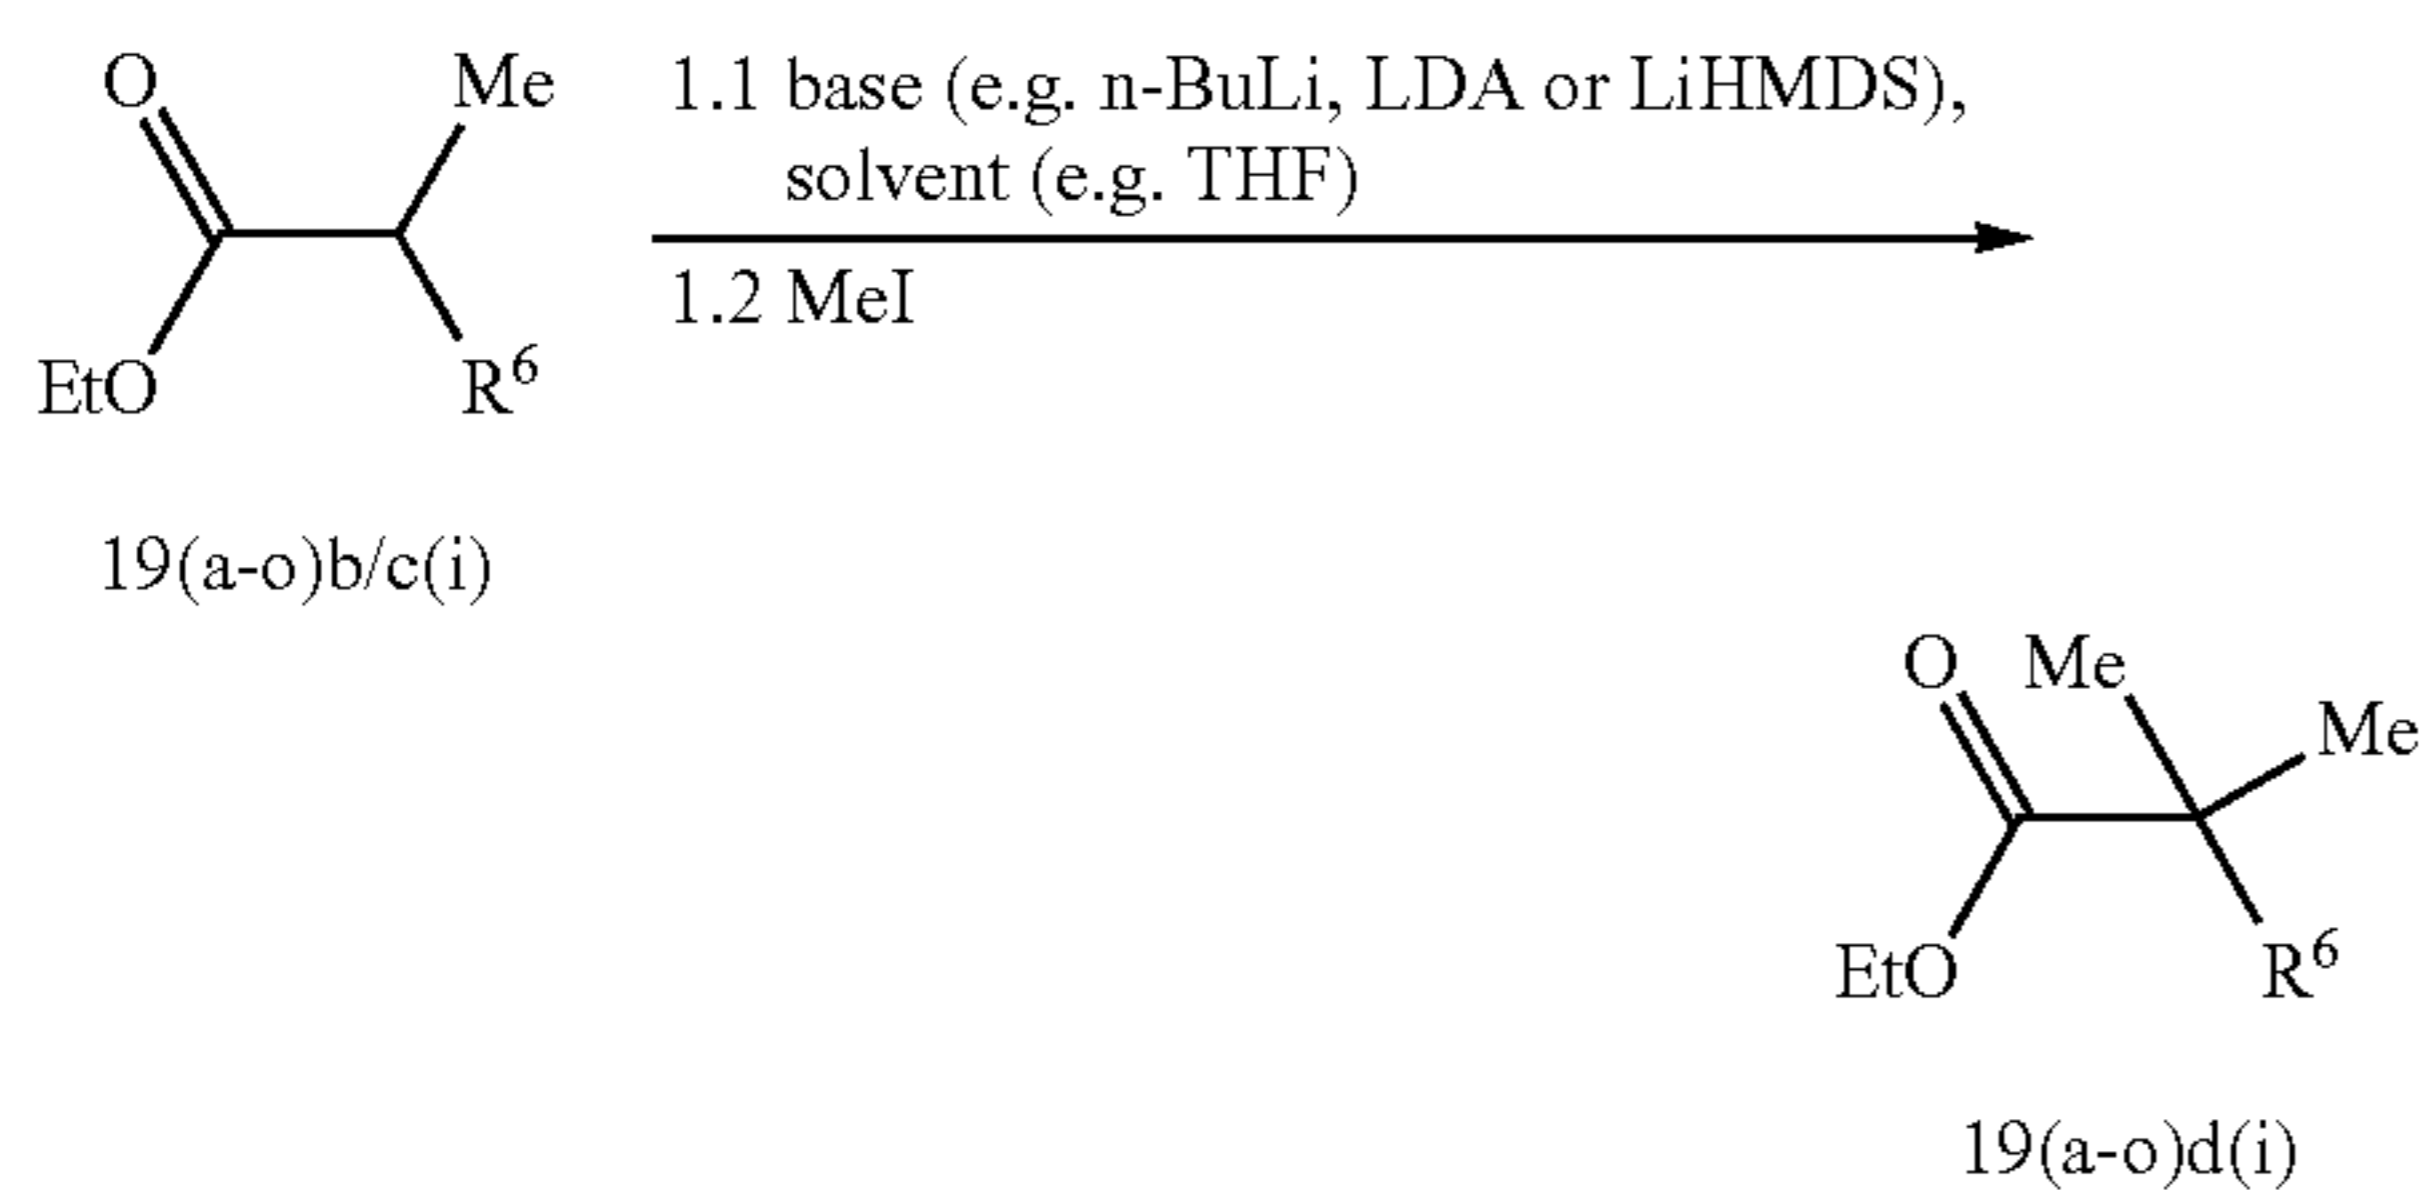 O
Me
1.1 base (e.g. n-BuLi, LDA or LiHMDS),
solvent (e.g. THF)
1.2 MeI
EtO
R⁶
19(a-o)b/c(i)
O
Me
Me
EtO
R⁶
19(a-o)d(i)